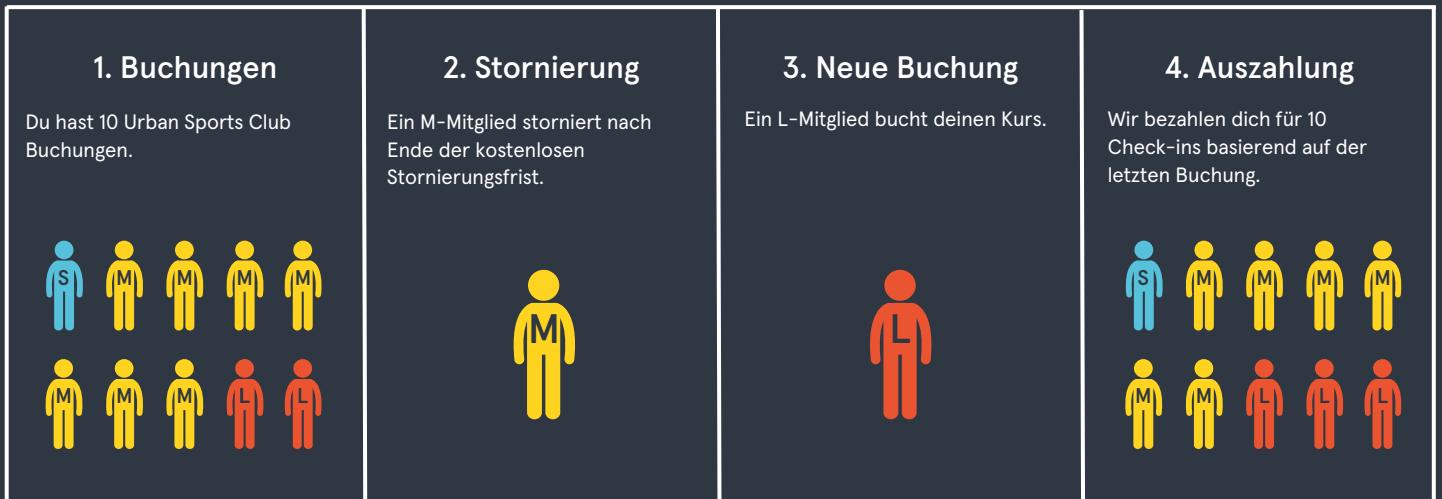 1. Buchungen
Du hast 10 Urban Sports Club
Buchungen.
S M M M M
M M M L L
2. Stornierung
Ein M-Mitglied storniert nach
Ende der kostenlosen
Stornierungsfrist.
M
3. Neue Buchung
Ein L-Mitglied bucht deinen Kurs.
L
4. Auszahlung
Wir bezahlen dich für 10
Check-ins basierend auf der
letzten Buchung.
S M M M M
M M L L L